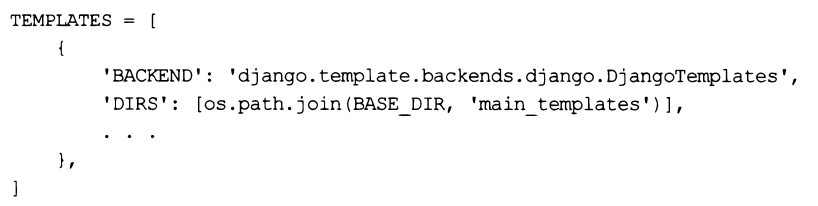 TEMPLATES = [
    {
        'BACKEND': 'django.template.backends.django.DjangoTemplates',
        'DIRS': [os.path.join(BASE_DIR, 'main_templates')],
        . . .
    },
]